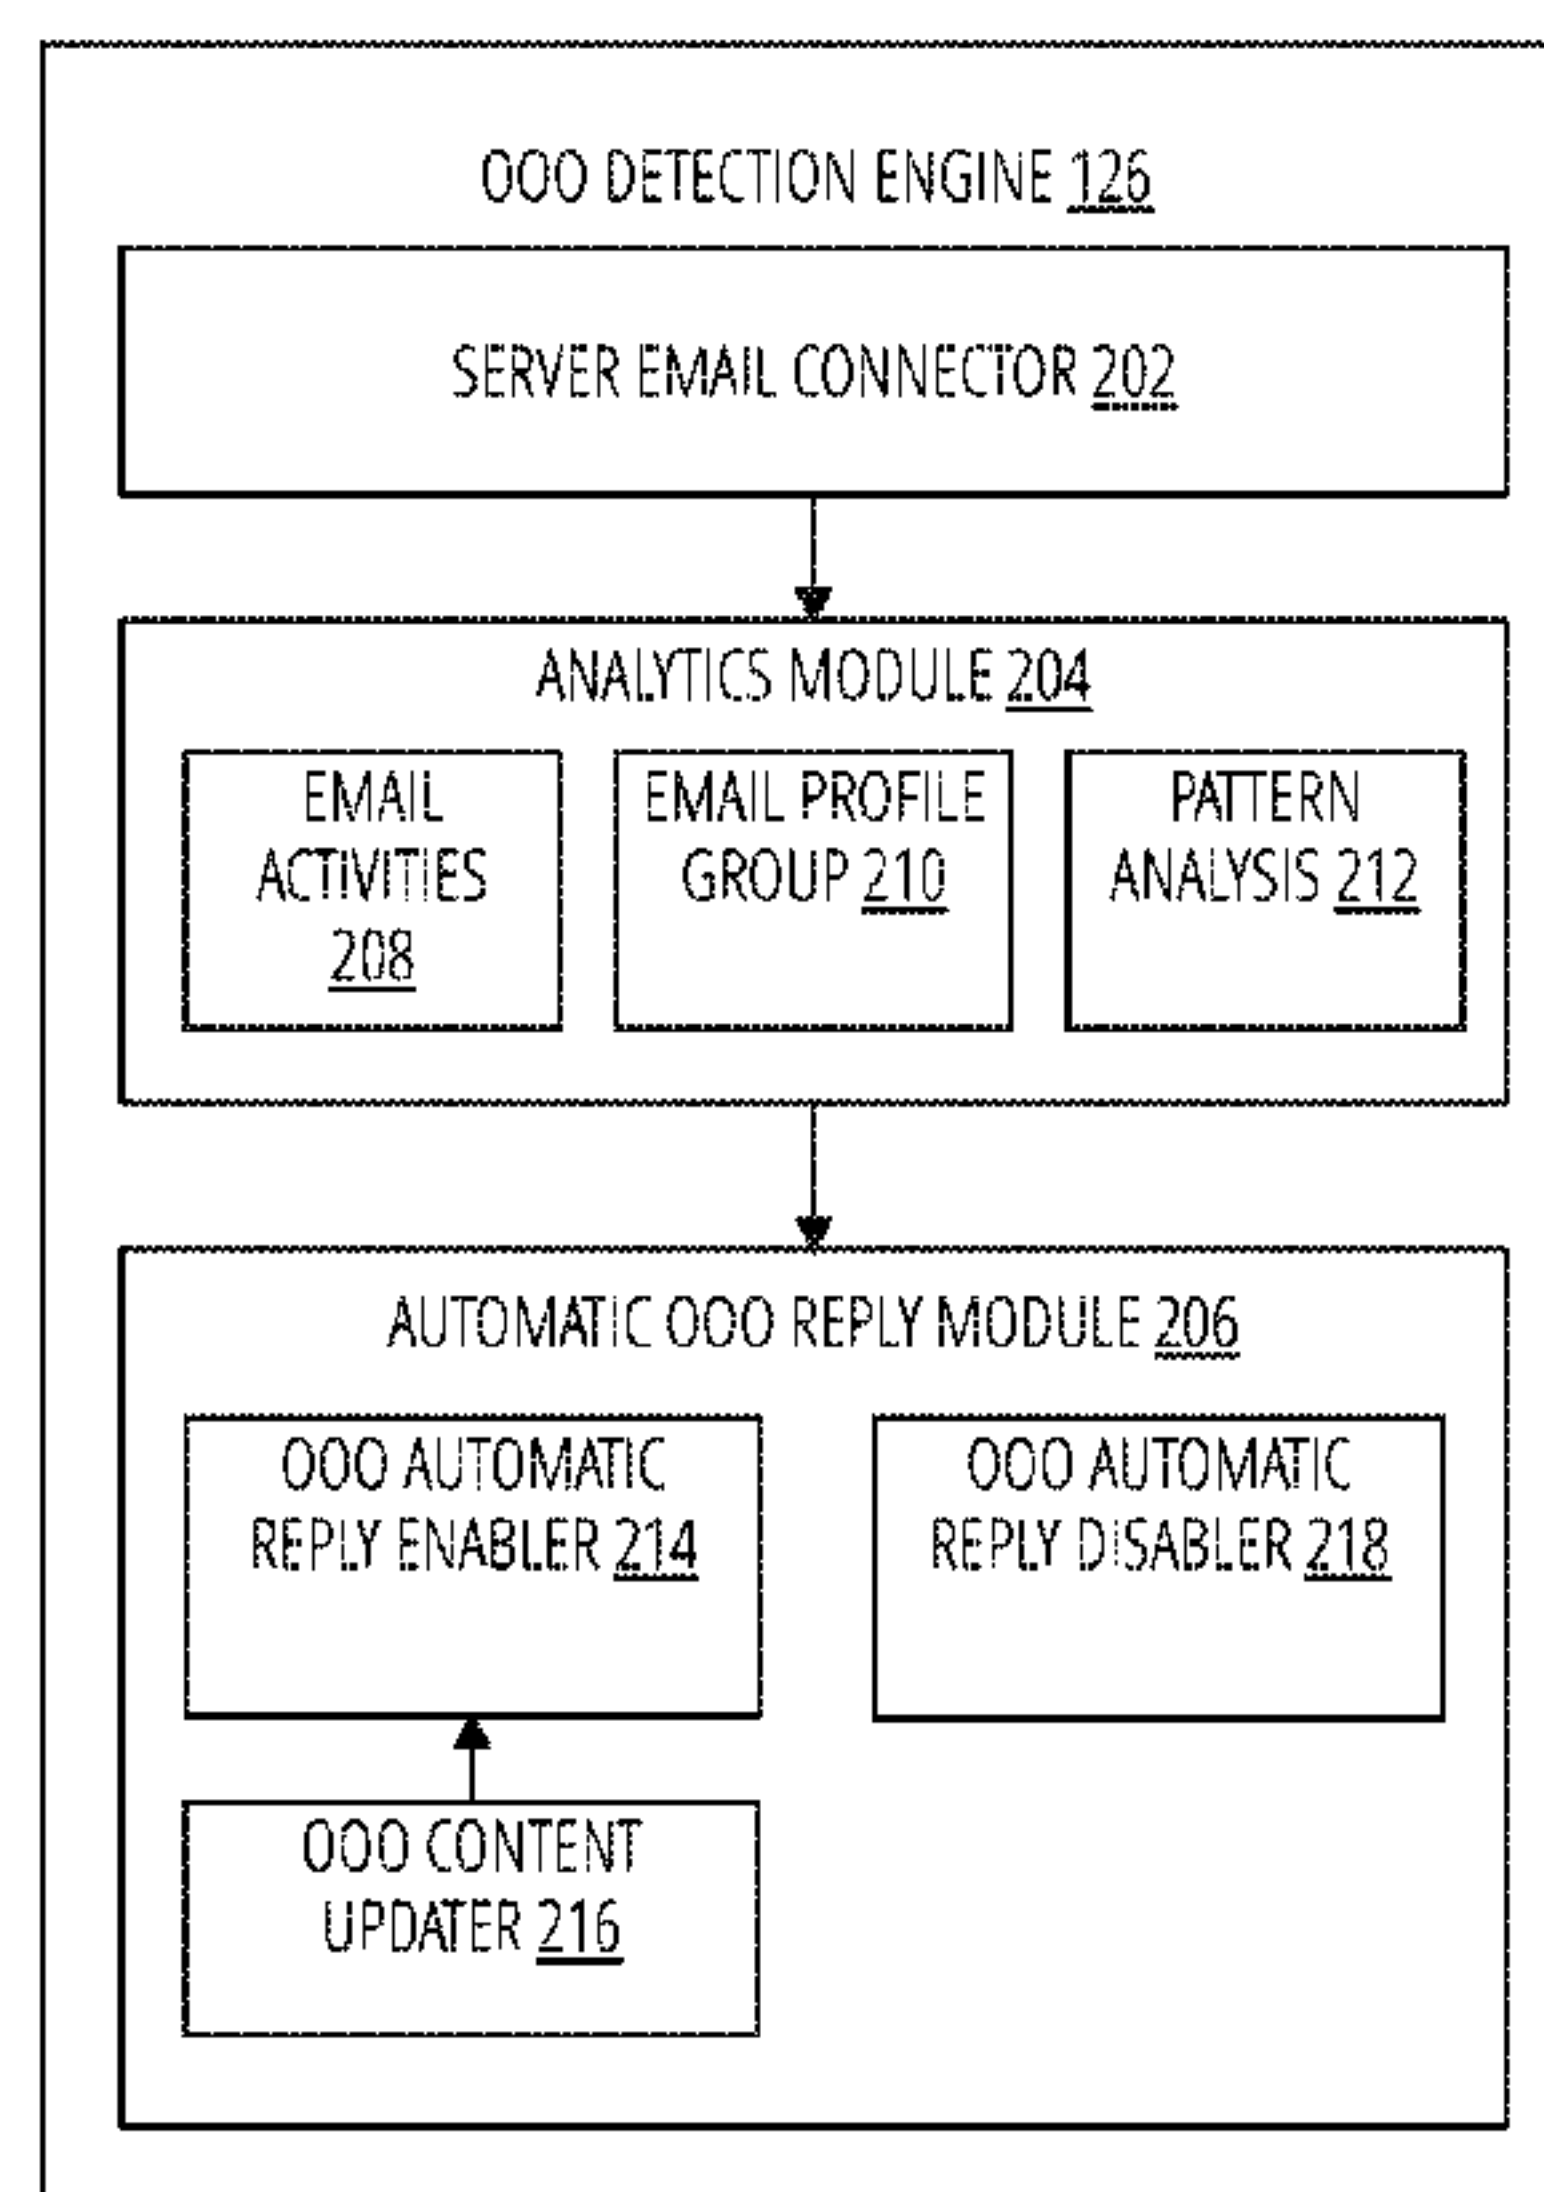 OOO DETECTION ENGINE 126
SERVER EMAIL CONNECTOR 202
ANALYTICS MODULE 204
EMAIL
ACTIVITIES
208
EMAIL PROFILE
GROUP 210
PATTERN
ANALYSIS 212
AUTOMATIC OOO REPLY MODULE 206
OOO AUTOMATIC
REPLY ENABLER 214
OOO AUTOMATIC
REPLY DISABLER 218
OOO CONTENT
UPDATER 216